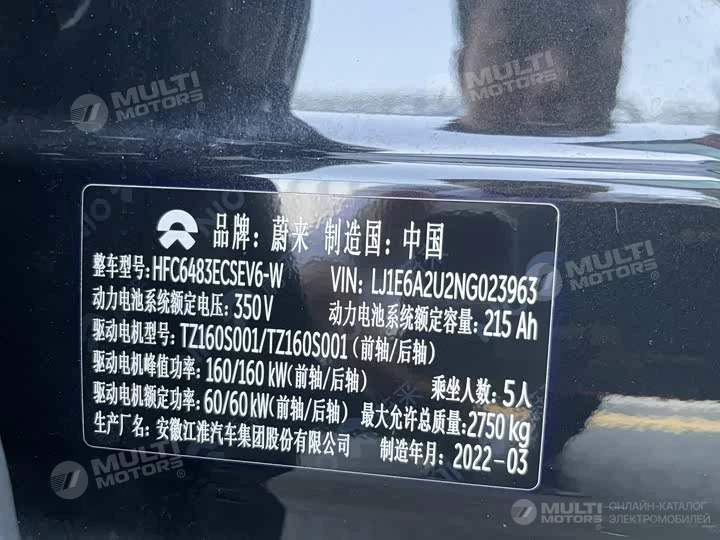 MULTI MOTORS®
MULTI MOTORS®
品牌: 蔚来 制造国: 中国
整车型号: HFC6483ECSEV6-W VIN: LJ1E6A2U2NG023963
动力电池系统额定电压: 350V 动力电池系统额定容量: 215 Ah
驱动电机型号: TZ160S001/TZ160S001 (前轴/后轴)
驱动电机峰值功率: 160/160 kW(前轴/后轴) 乘坐人数: 5人
驱动电机额定功率: 60/60 kW(前轴/后轴) 最大允许总质量: 2750 kg
生产厂名: 安徽江淮汽车集团股份有限公司 制造年月: 2022-03
MULTI MOTORS®
MULTI MOTORS®
MULTI MOTORS® ОНЛАЙН-КАТАЛОГ ЭЛЕКТРОМОБИЛЕЙ